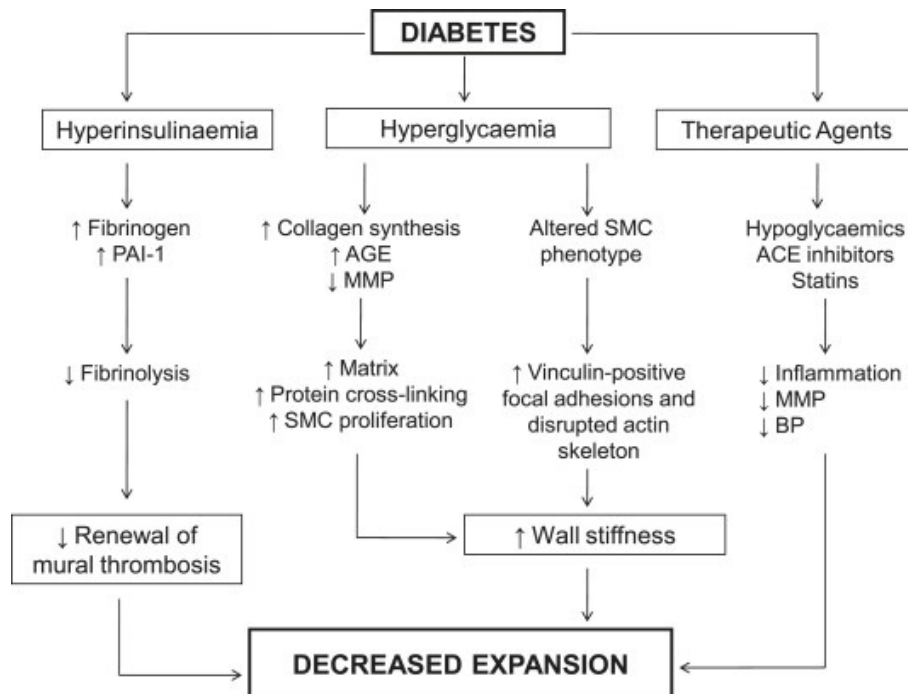 DIABETES
Hyperinsulinaemia
Hyperglycaemia
Therapeutic Agents
↑ Fibrinogen
↑ PAI-1
↑ Collagen synthesis
↑ AGE
↓ MMP
Altered SMC
phenotype
Hypoglycaemics
ACE inhibitors
Statins
↓ Fibrinolysis
↑ Matrix
↑ Protein cross-linking
↑ SMC proliferation
↑ Vinculin-positive
focal adhesions and
disrupted actin
skeleton
↓ Inflammation
↓ MMP
↓ BP
↓ Renewal of
mural thrombosis
↑ Wall stiffness
DECREASED EXPANSION